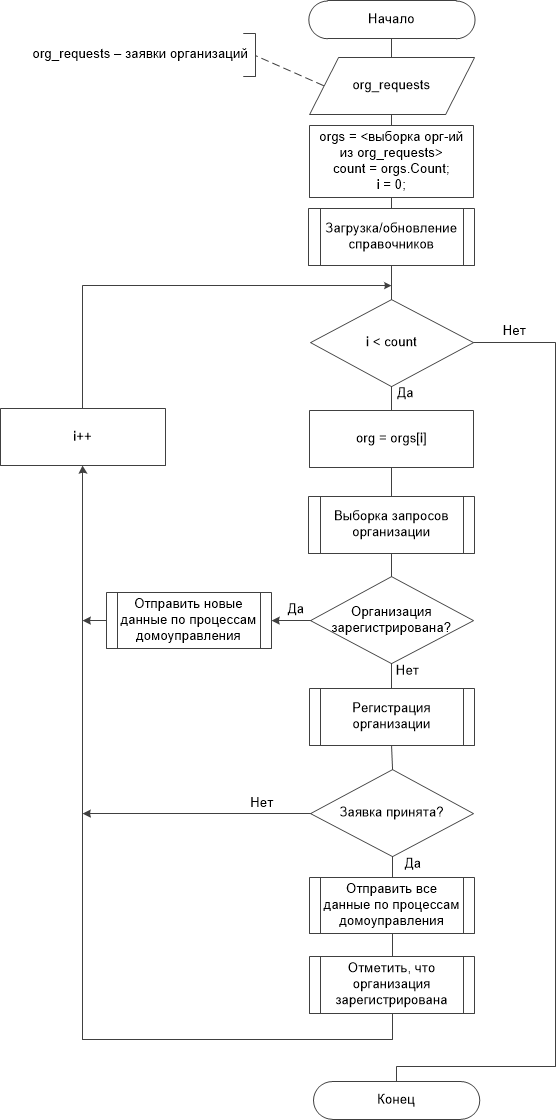 Начало
org_requests – заявки организаций
org_requests
orgs = <выборка орг-ий
из org_requests>
count = orgs.Count;
i = 0;
Загрузка/обновление
справочников
i < count
Нет
Да
i++
org = orgs[i]
Выборка запросов
организации
Отправить новые
данные по процессам
домоуправления
Да
Организация
зарегистрирована?
Нет
Регистрация
организации
Нет
Заявка принята?
Да
Отправить все
данные по процессам
домоуправления
Отметить, что
организация
зарегистрирована
Конец